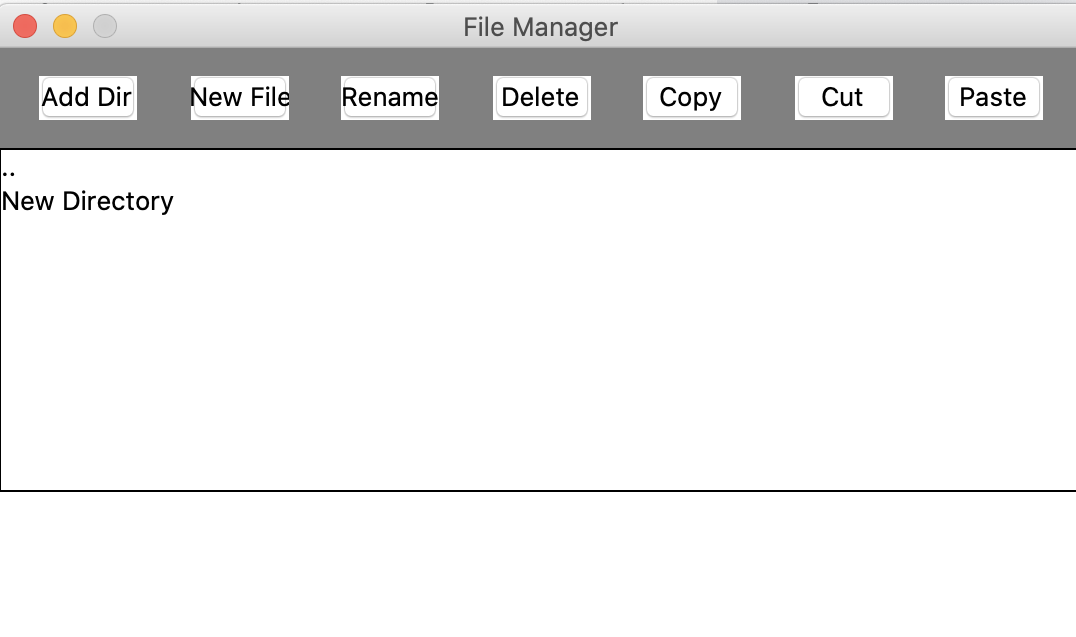 File Manager
Add Dir New File Rename Delete Copy Cut Paste
..
New Directory